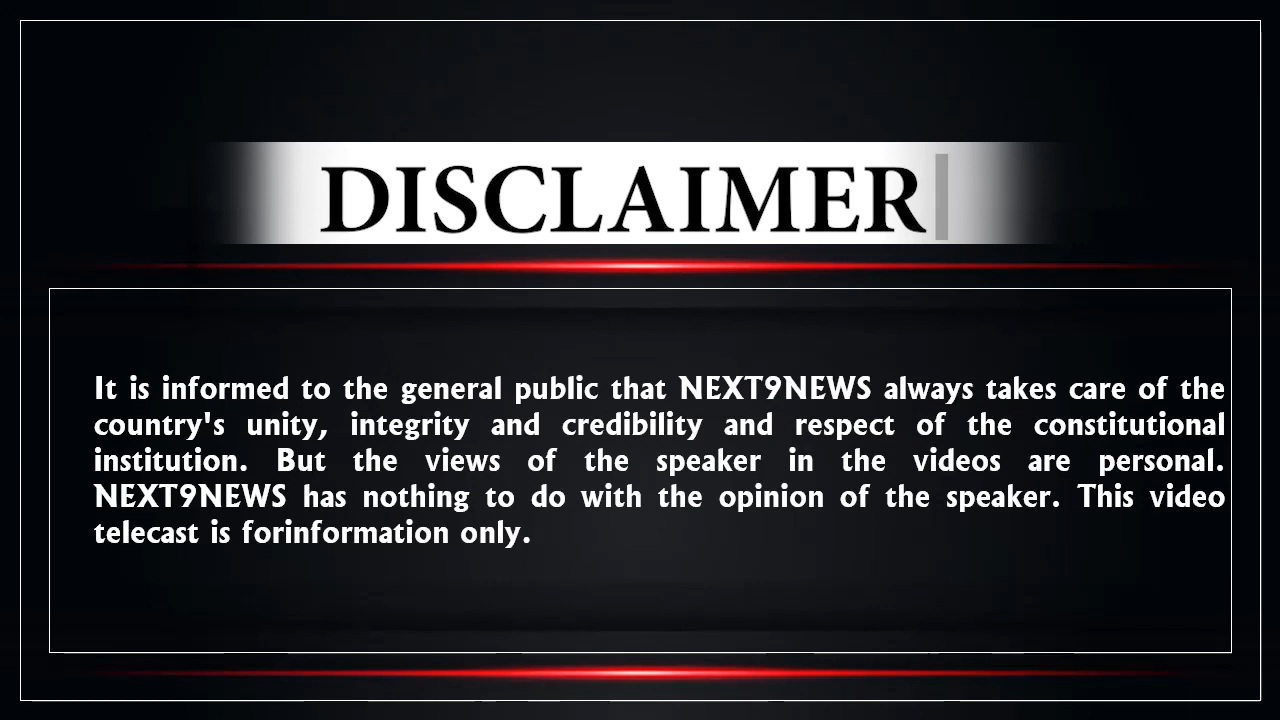 DISCLAIMER
It is informed to the general public that NEXT9NEWS always takes care of the
country's unity, integrity and credibility and respect of the constitutional
institution. But the views of the speaker in the videos are personal.
NEXT9NEWS has nothing to do with the opinion of the speaker. This video
telecast is forinformation only.